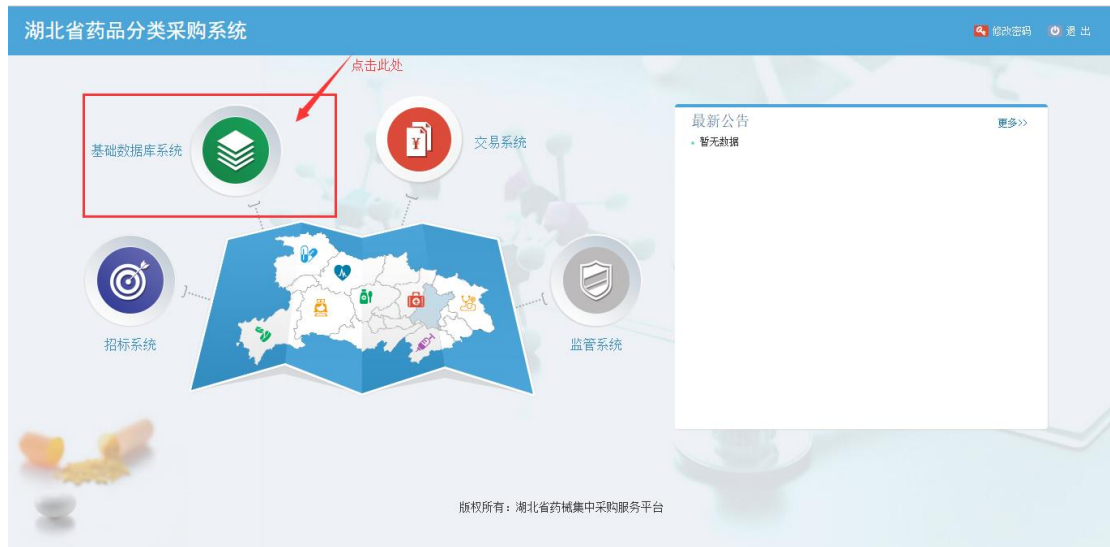 湖北省药品分类采购系统
修改密码 退 出
点击此处
基础数据库系统
交易系统
最新公告 更多>>
暂无数据
招标系统
监管系统
版权所有：湖北省药械集中采购服务平台